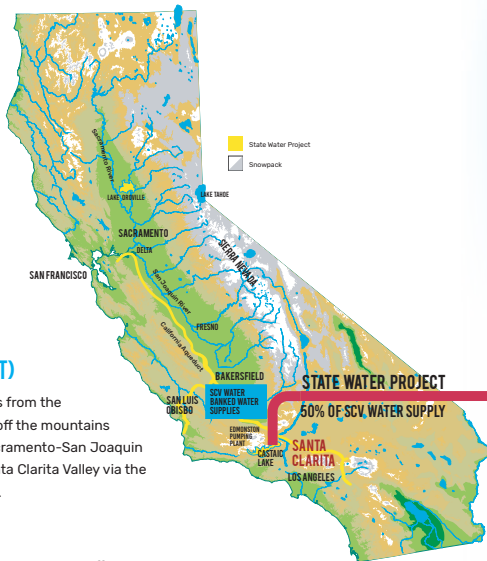 State Water Project
Snowpack
Sacramento River
LAKE OROVILLE
LAKE TAHOE
SACRAMENTO
DELTA
SIERRA NEVADA
SAN FRANCISCO
San Joaquin River
California Aqueduct
FRESNO
T)
BAKERSFIELD
STATE WATER PROJECT
s from the
SCV WATER
BANKED WATER
SUPPLIES
SAN LUIS
OBISBO
50% OF SCV WATER SUPPLY
off the mountains
EDMONSTON
PUMPING
PLANT
cramento-San Joaquin
CASTAIC
LAKE
SANTA
CLARITA
ta Clarita Valley via the
LOS ANGELES